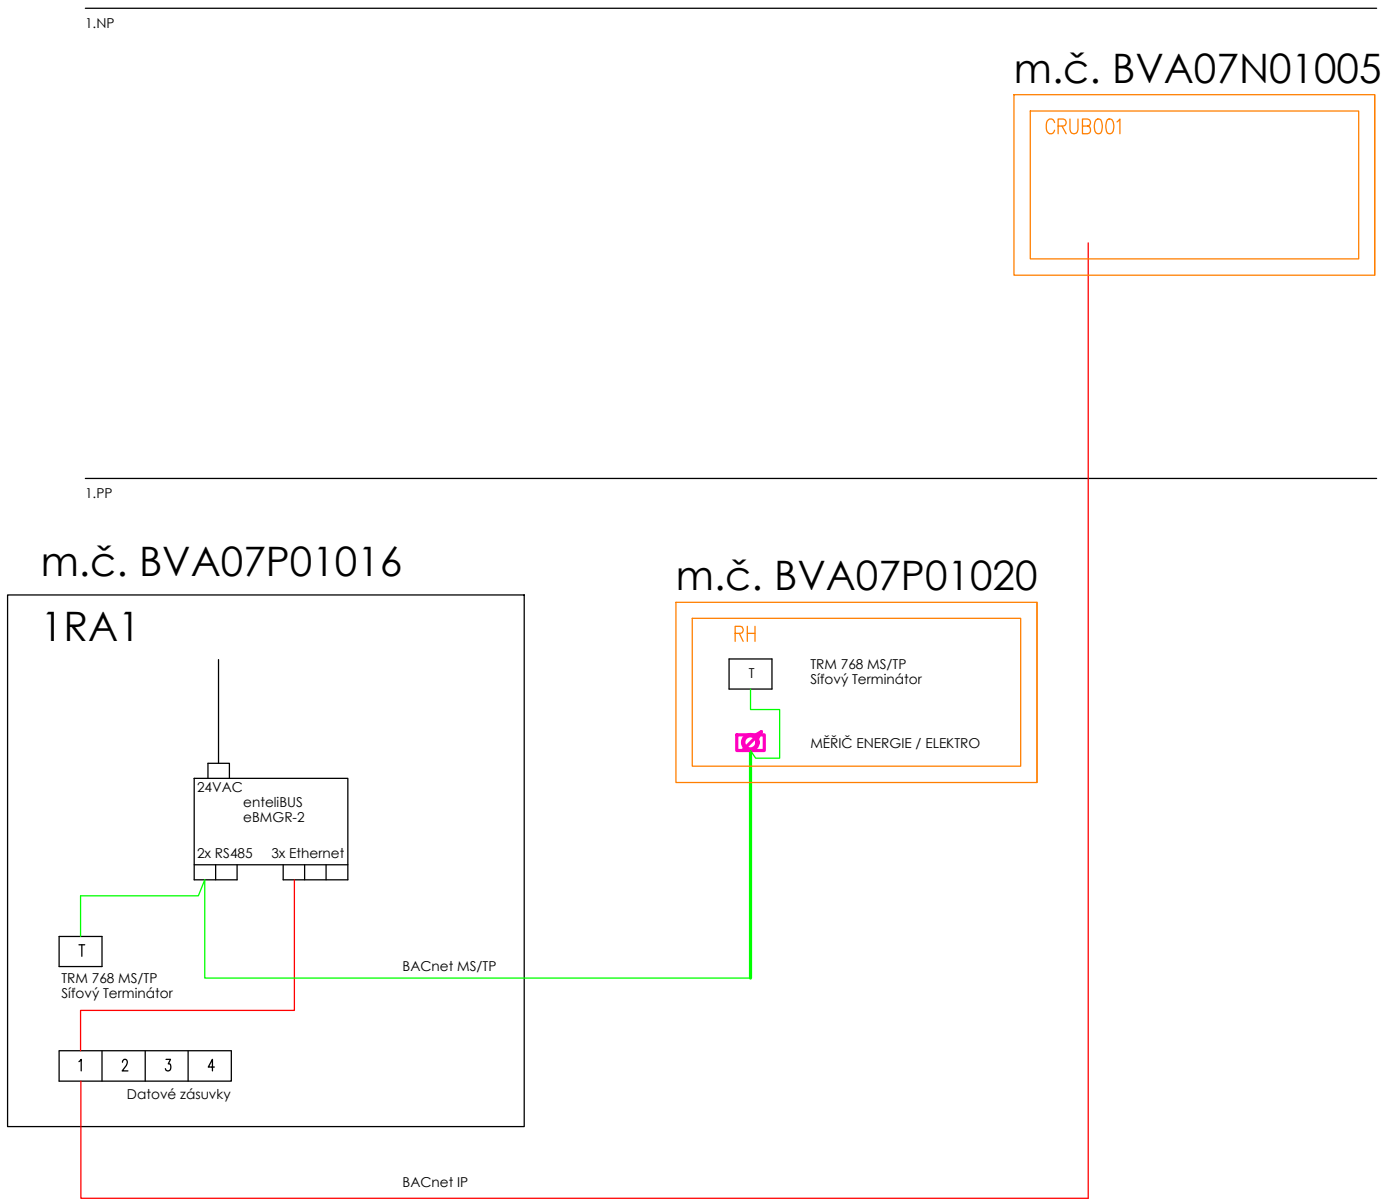 1.NP
m.č. BVA07N01005
CRUB001
1.PP
m.č. BVA07P01016
1RA1
24VAC
enteliBUS
eBMGR-2
2x RS485
3x Ethernet
T
TRM 768 MS/TP
Síťový Terminátor
1
2
3
4
Datové zásuvky
m.č. BVA07P01020
RH
T
TRM 768 MS/TP
Síťový Terminátor
MĚŘIČ ENERGIE / ELEKTRO
BACnet MS/TP
BACnet IP